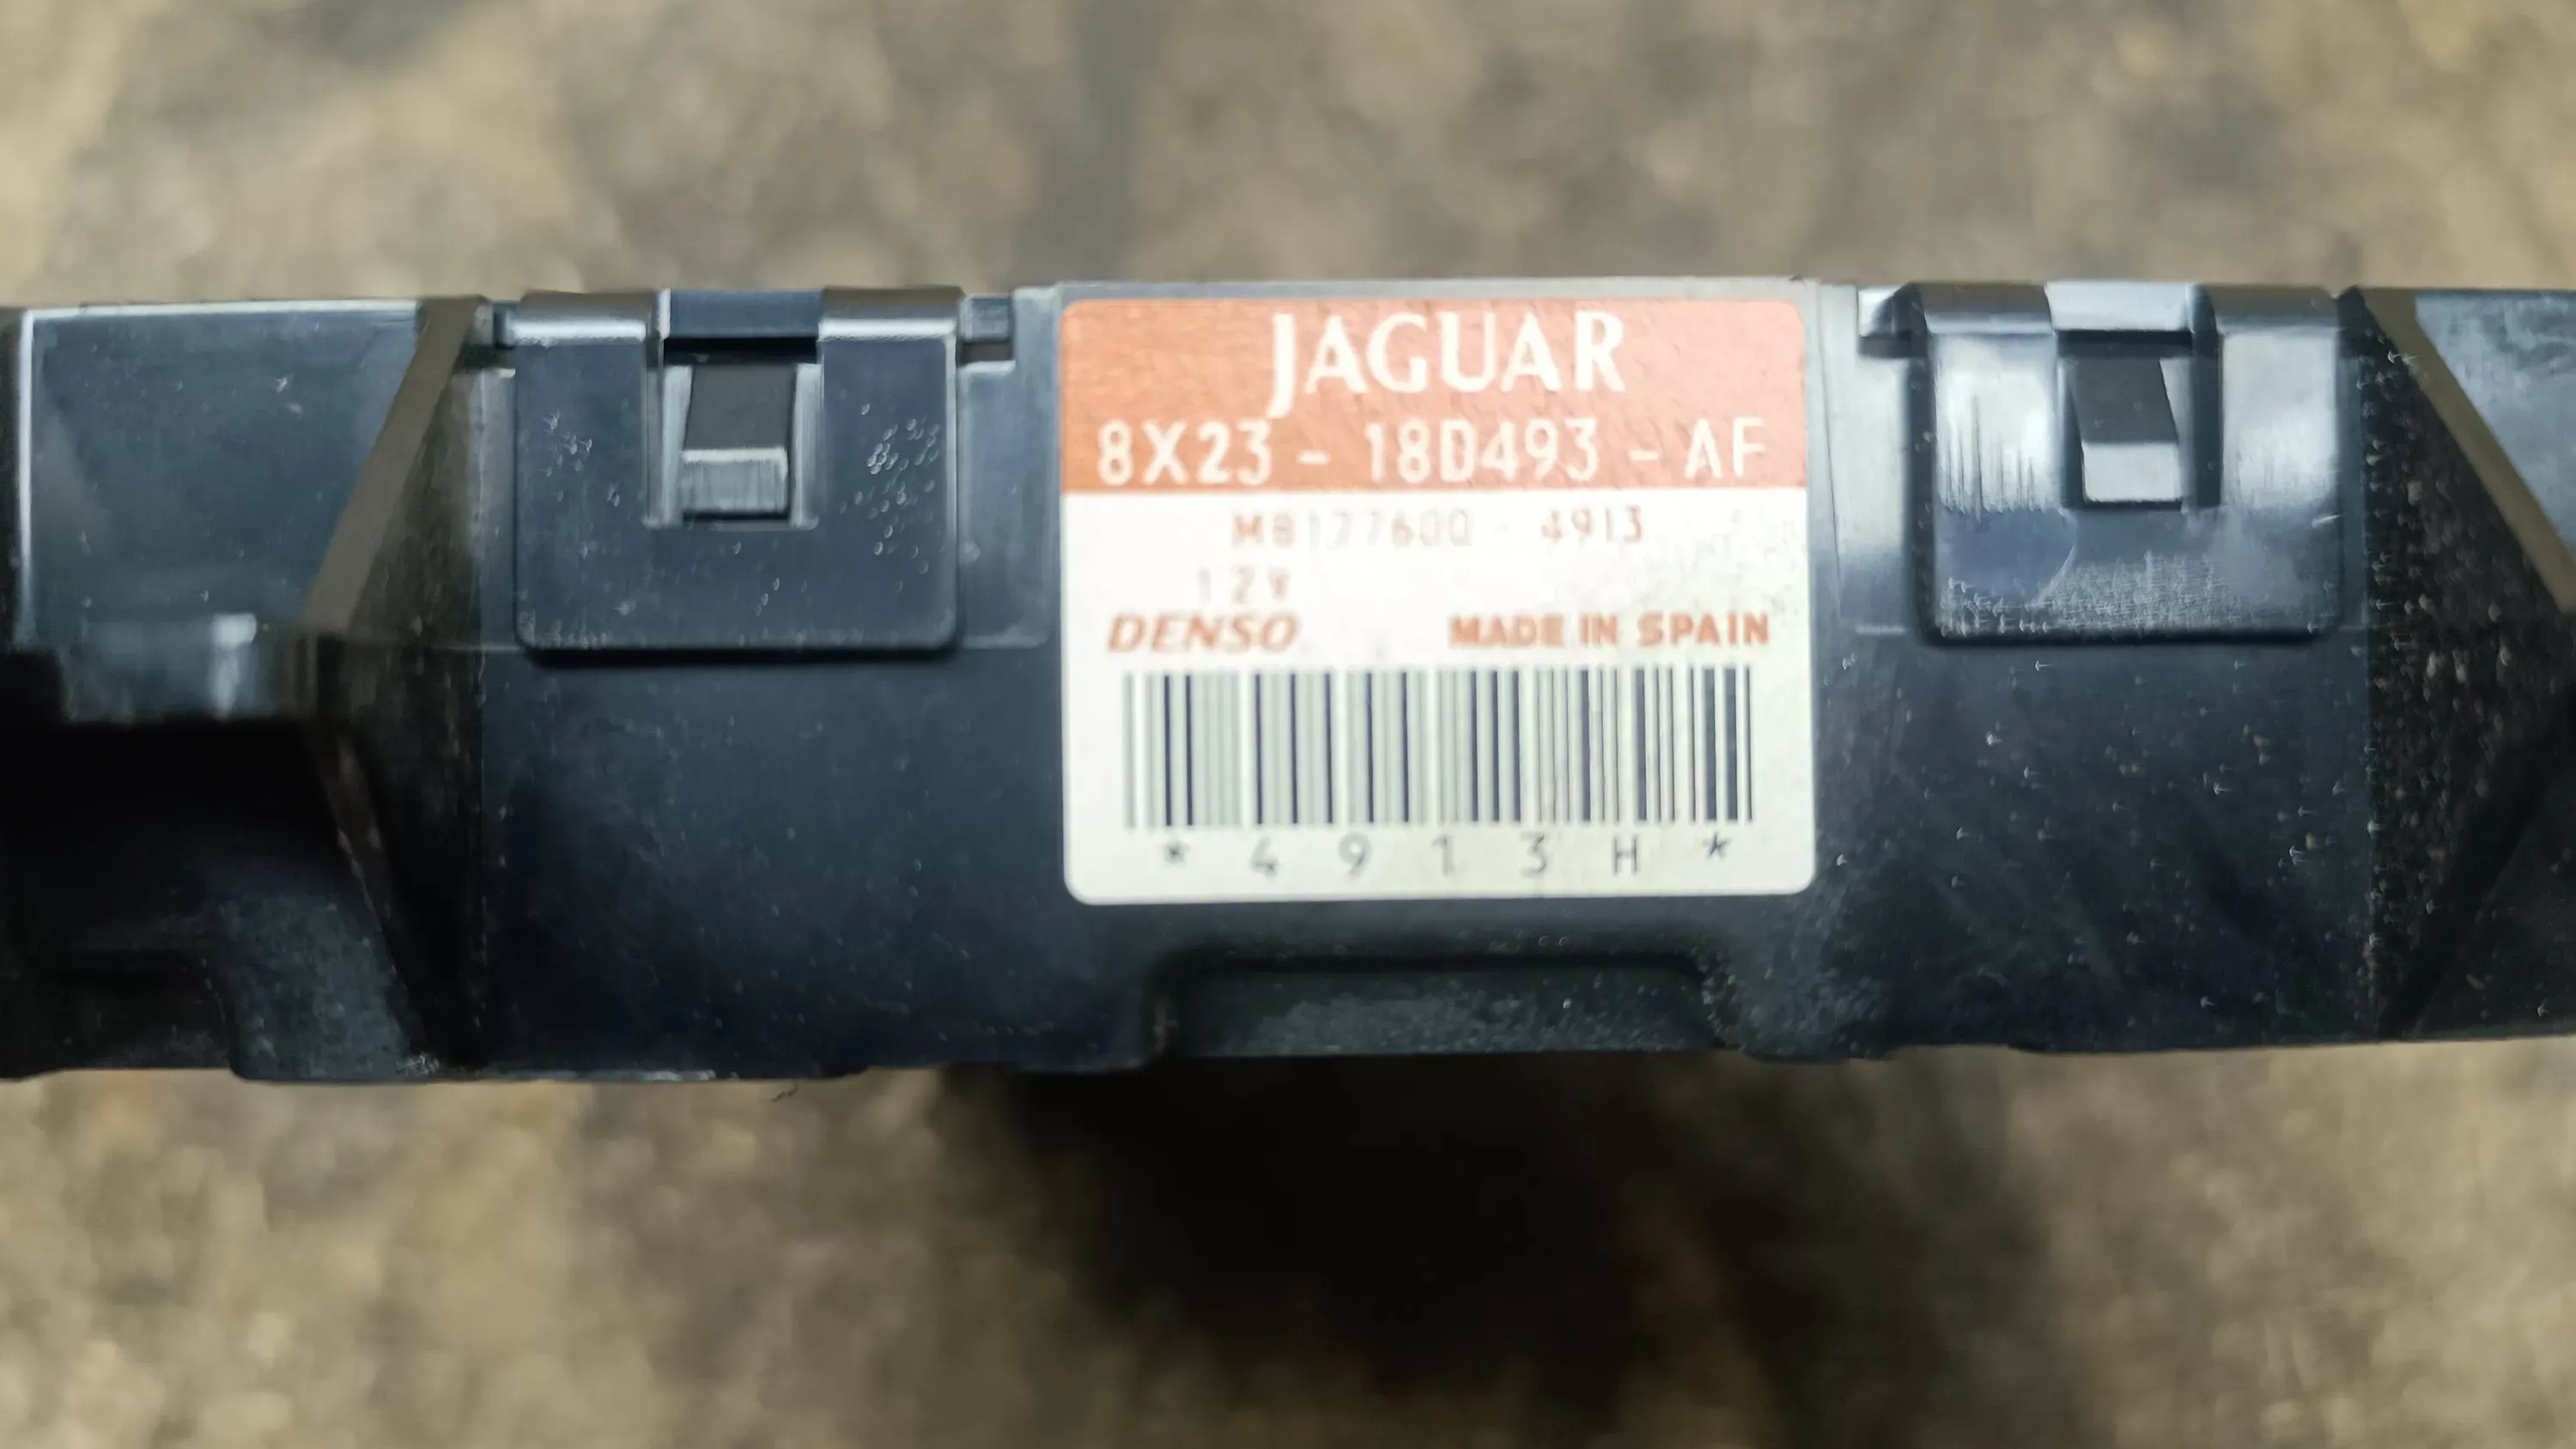 JAGUAR
8X23 - 18D493 - AF
MB177600 - 4913
12V
DENSO MADE IN SPAIN
* 4 9 1 3 H *